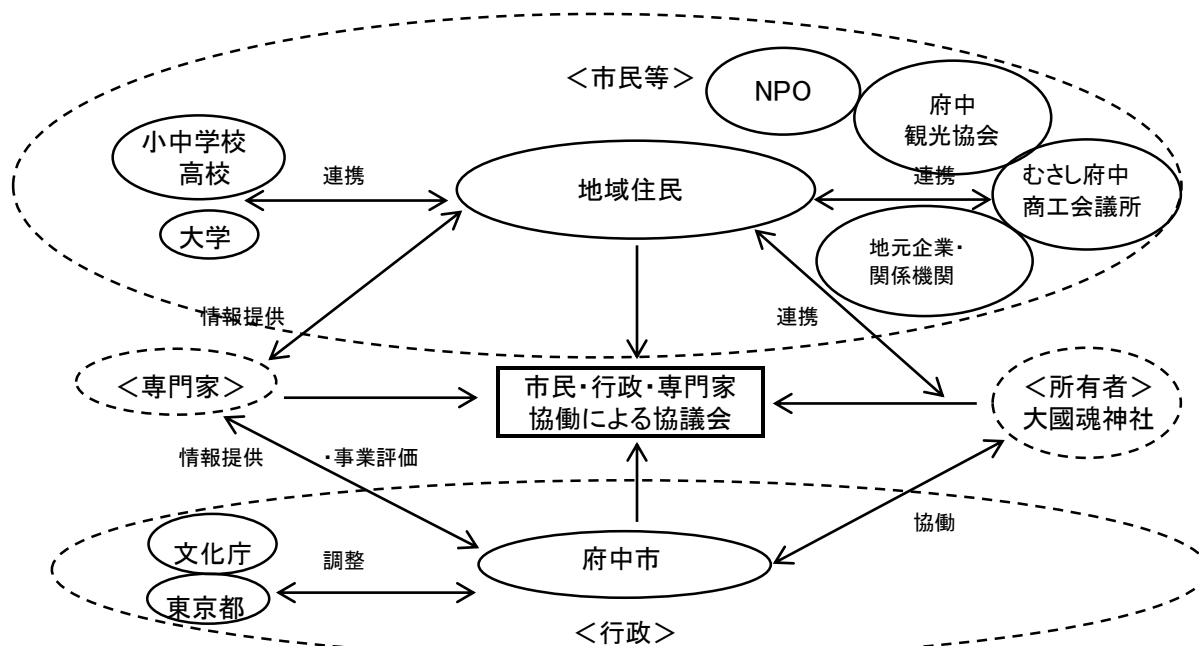 ＜市民等＞
NPO
府中
観光協会
小中学校
高校
連携
地域住民
連携
むさし府中
商工会議所
大学
地元企業・
関係機関
情報提供
連携
＜専門家＞
市民・行政・専門家
協働による協議会
＜所有者＞
大國魂神社
情報提供
・事業評価
協働
文化庁
調整
府中市
東京都
＜行政＞